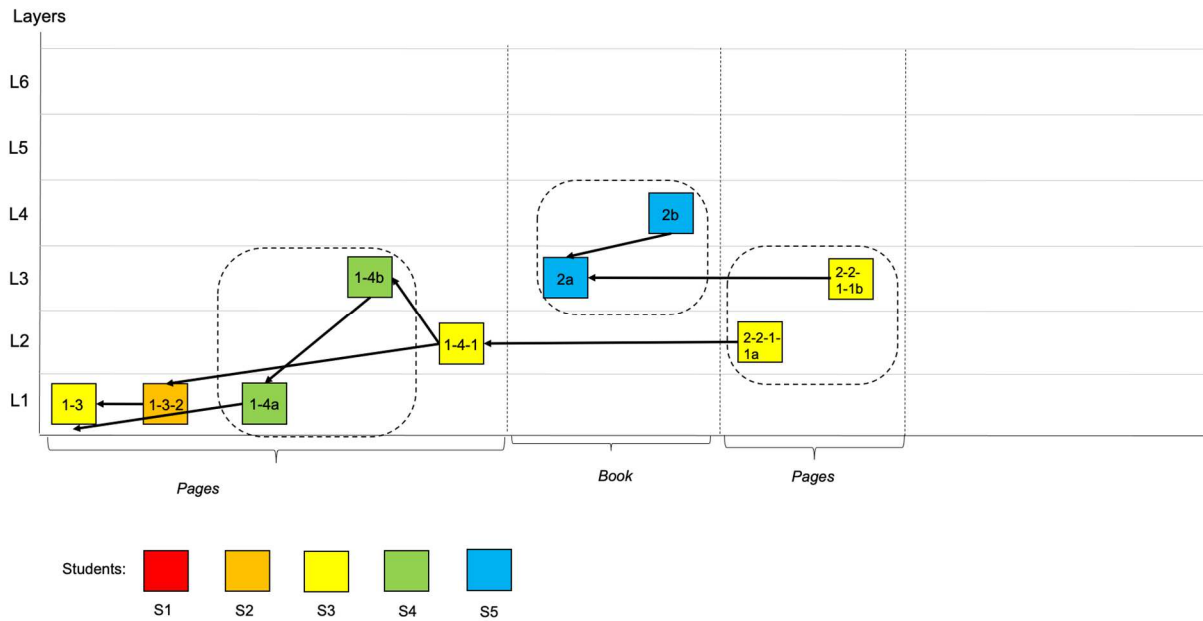 Layers
L6
L5
L4
2b
L3
1-4b
2a
2-2-
1-1b
L2
1-4-1
2-2-1-
1a
L1
1-3
1-3-2
1-4a
Pages
Book
Pages
Students:
S1
S2
S3
S4
S5